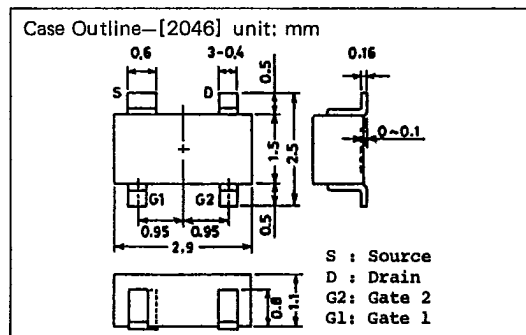 Case Outline—[2046] unit: mm
0.6
3-0.4
0.16
S
D
0.5
0~0.1
1.5
2.5
G1
G2
0.95
0.95
0.5
2.9
S : Source
D : Drain
G2: Gate 2
G1: Gate 1
0.8
1.1